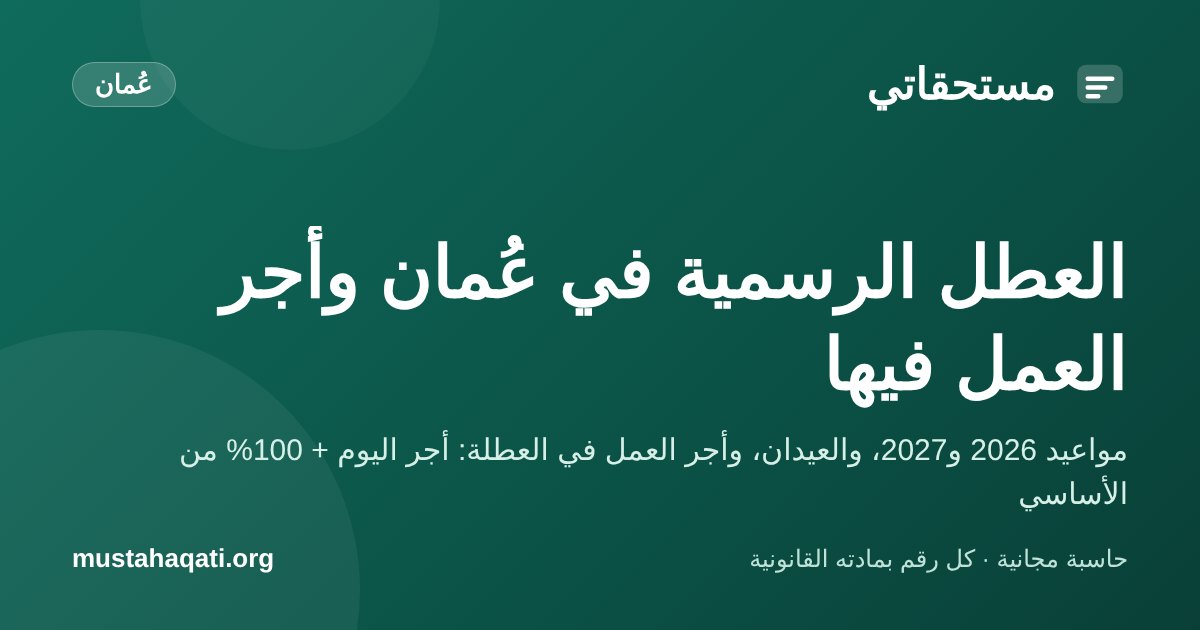 مستحقاتي
عُمان
العطل الرسمية في عُمان وأجر
العمل فيها
مواعيد 2026 و2027، والعيدان، وأجر العمل في العطلة: أجر اليوم + 100% من
الأساسي
حاسبة مجانية · كل رقم بمادته القانونية
mustahaqati.org